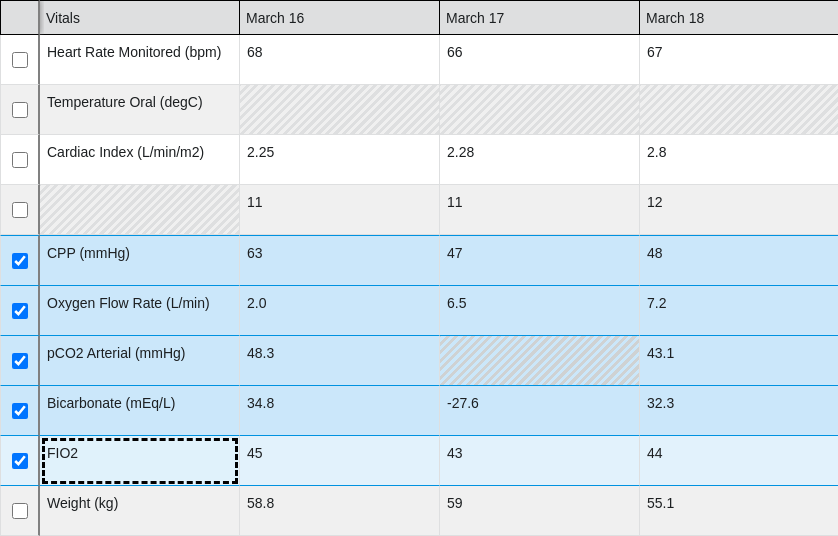 Vitals March 16 March 17 March 18
Heart Rate Monitored (bpm) 68 66 67
Temperature Oral (degC)
Cardiac Index (L/min/m2) 2.25 2.28 2.8
11 11 12
CPP (mmHg) 63 47 48
Oxygen Flow Rate (L/min) 2.0 6.5 7.2
pCO2 Arterial (mmHg) 48.3 43.1
Bicarbonate (mEq/L) 34.8 -27.6 32.3
FIO2 45 43 44
Weight (kg) 58.8 59 55.1